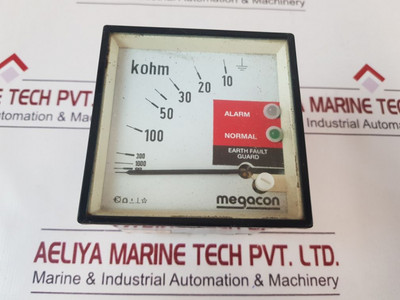 kohm
10
20
30
50
100
300
1000
ALARM
NORMAL
EARTH FAULT
GUARD
megacon
TECH PVT.
Automation & Machinery
MARINE TECH
& Industrial Automation
AELIYA MARINE TECH PVT. LTD.
Marine & Industrial Automation & Machinery